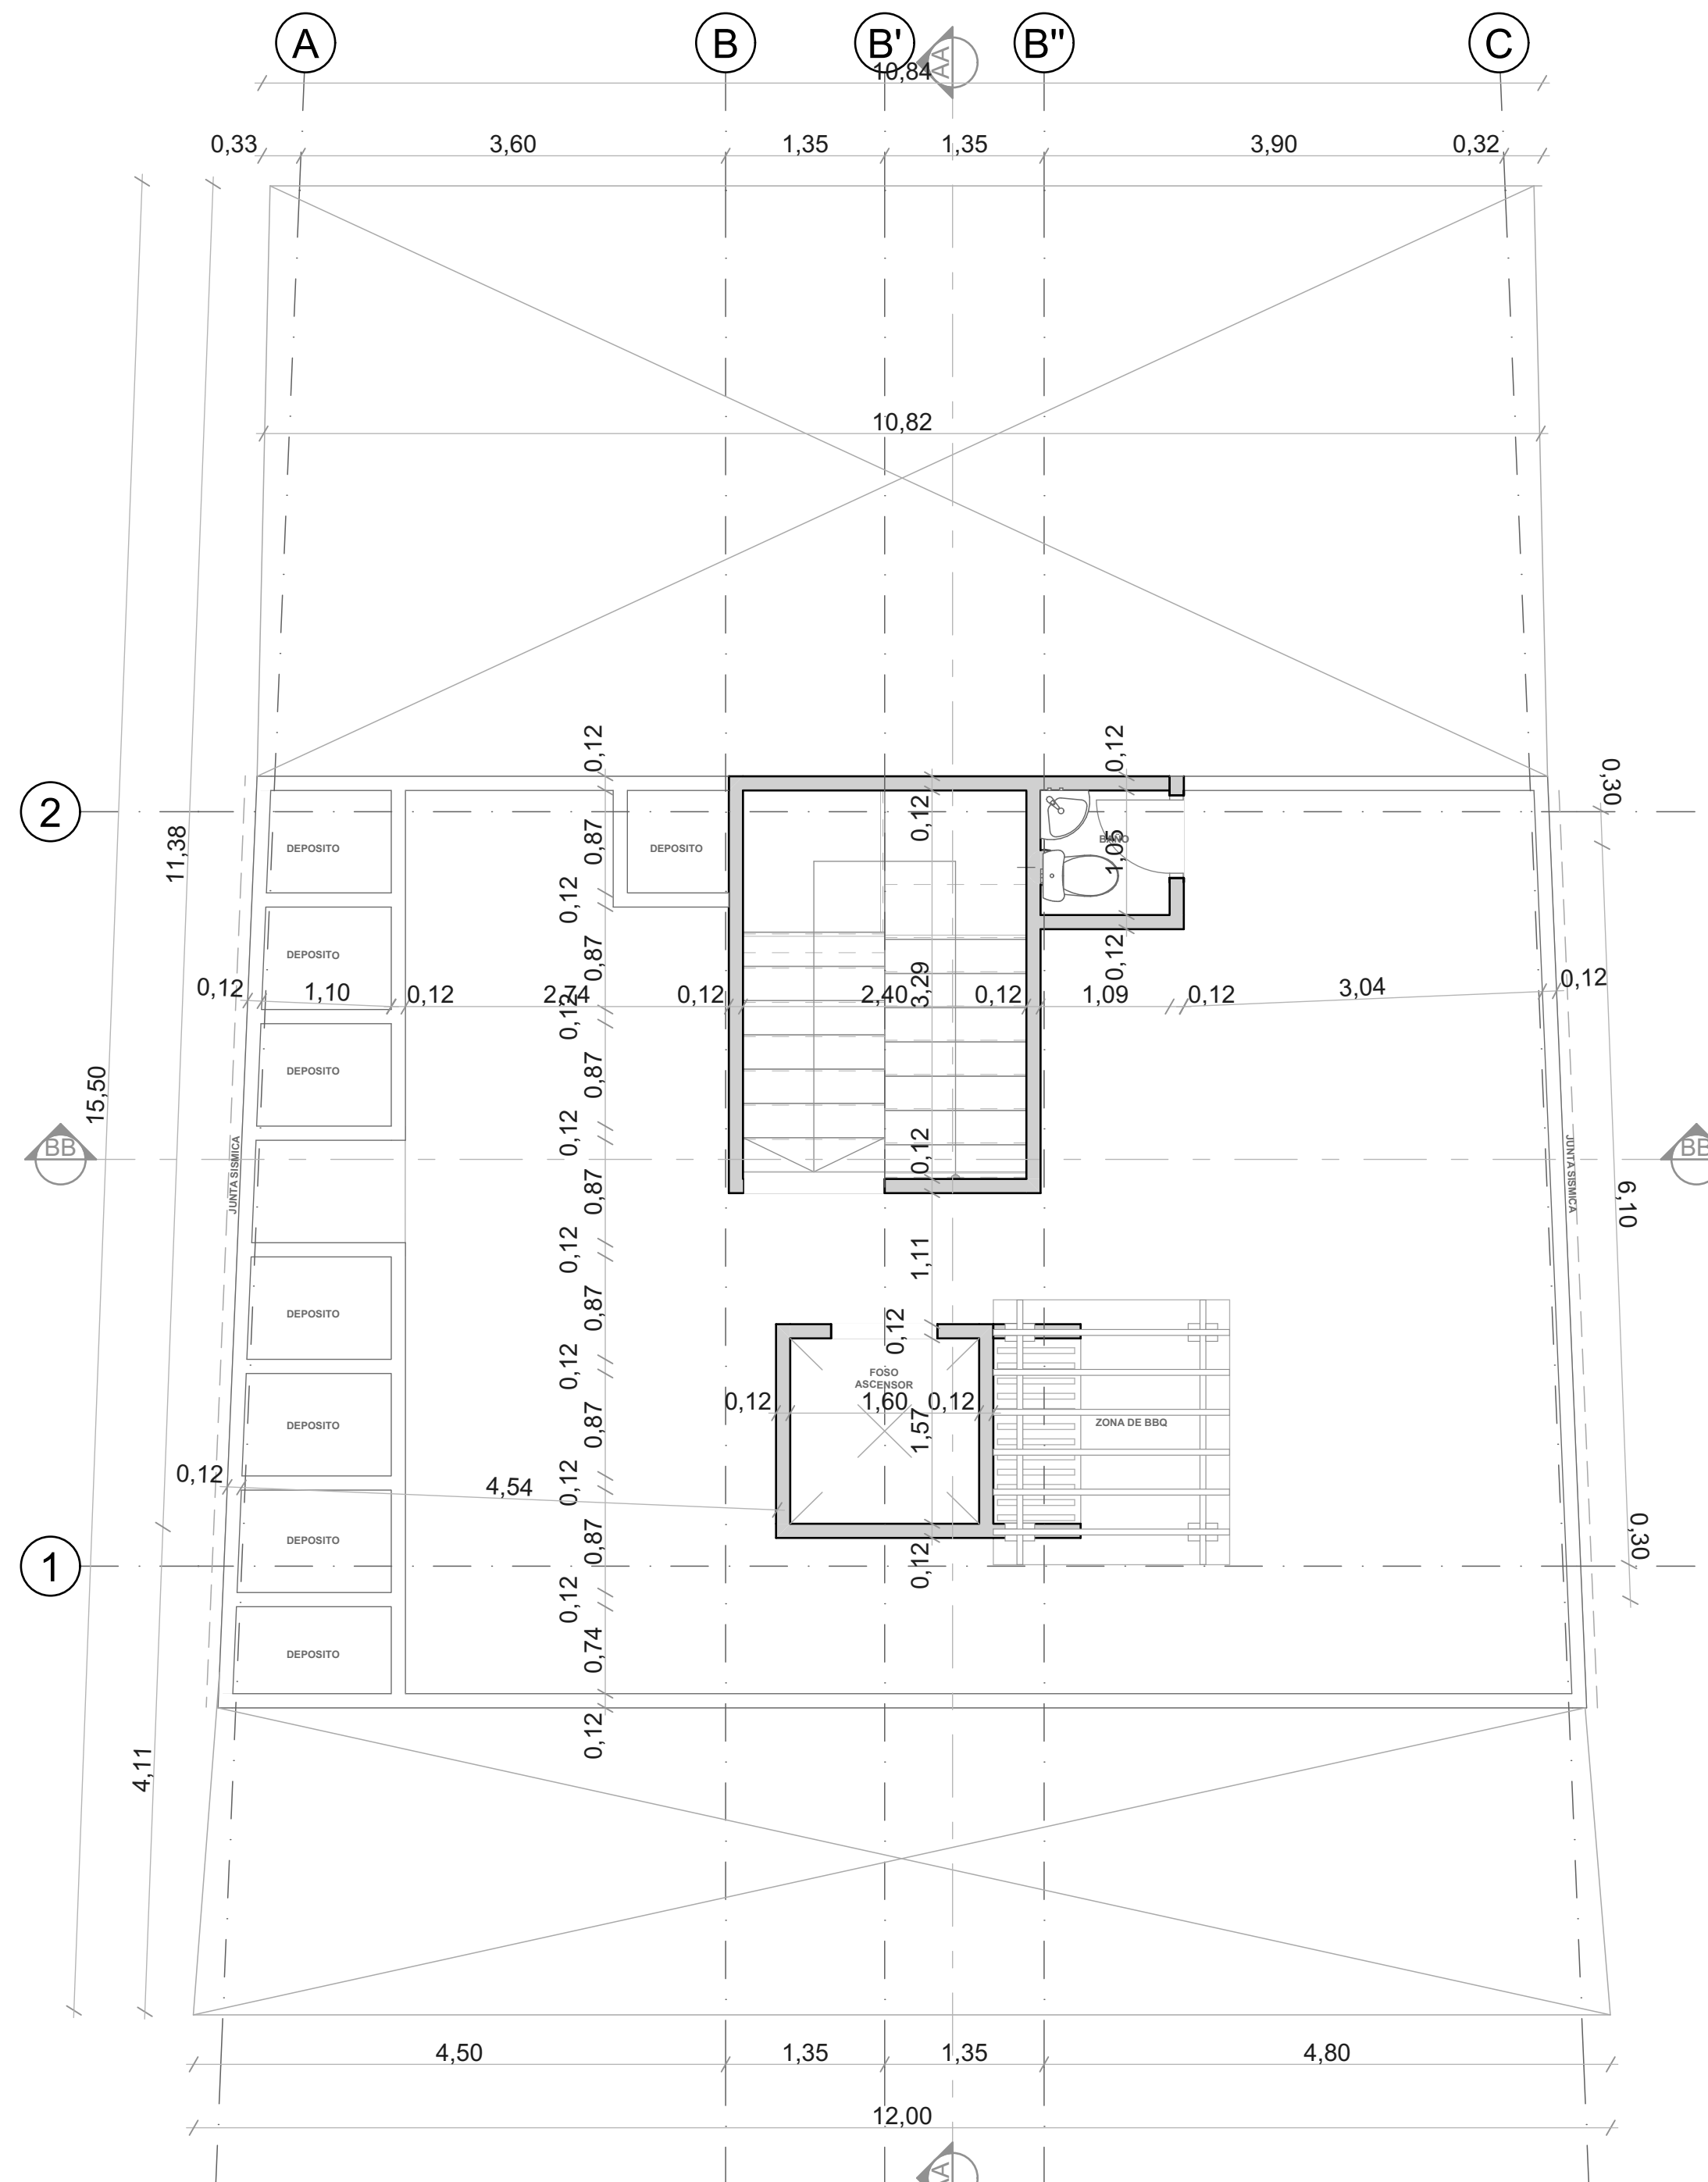 A B B' B'' C
AA
10,84
0,33 3,60 1,35 1,35 3,90 0,32
10,82
0,12 0,12
0,30
2
11,38
DEPOSITO
0,87
DEPOSITO
0,12
BAÑO
1,05
0,12
DEPOSITO
0,87
0,12
0,12 1,10 0,12 2,74 0,12 2,40 3,29 0,12 1,09 0,12 3,04 0,12
0,12
DEPOSITO
0,87
15,50
0,12
0,12
BB
JUNTA SISMICA
JUNTA SISMICA
BB
0,87
6,10
0,12
1,11
DEPOSITO
0,87
0,12
0,12
FOSO
ASCENSOR
0,12 1,60 0,12
1,57
ZONA DE BBQ
DEPOSITO
0,87
0,12
4,54
0,12
DEPOSITO
0,87
0,12
0,30
1
0,12
DEPOSITO
0,74
0,12
4,11
4,50 1,35 1,35 4,80
12,00
AA